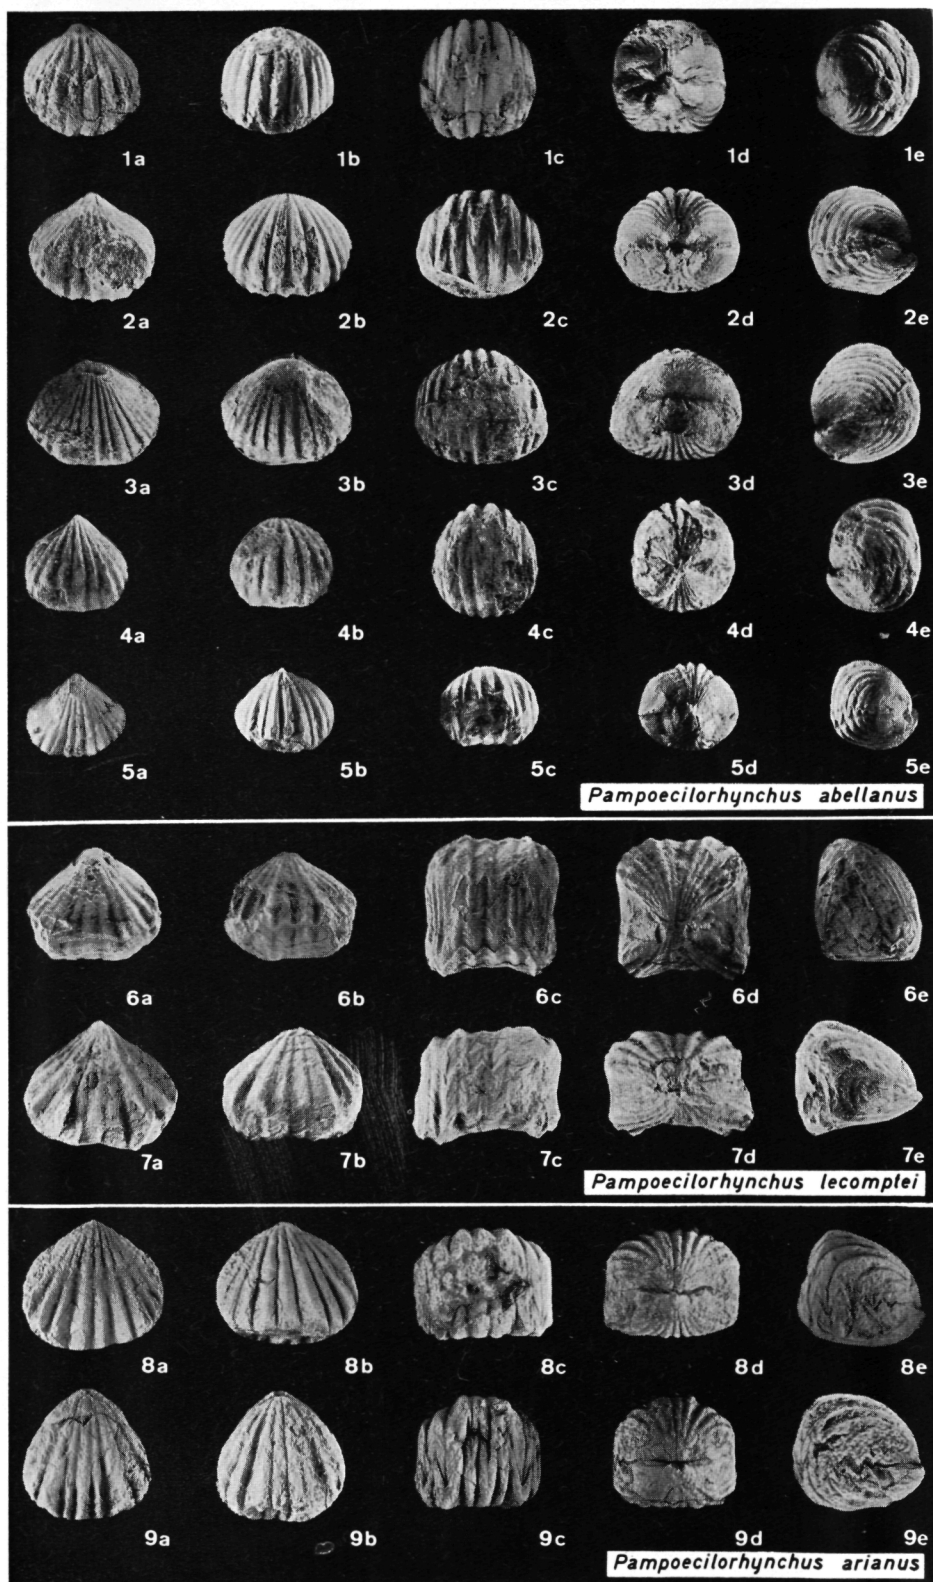 1a 1b 1c 1d 1e
2a 2b 2c 2d 2e
3a 3b 3c 3d 3e
4a 4b 4c 4d 4e
5a 5b 5c 5d 5e
Pampoecilorhynchus abellanus
6a 6b 6c 6d 6e
7a 7b 7c 7d 7e
Pampoecilorhynchus lecomptei
8a 8b 8c 8d 8e
9a 9b 9c 9d 9e
Pampoecilorhynchus arianus